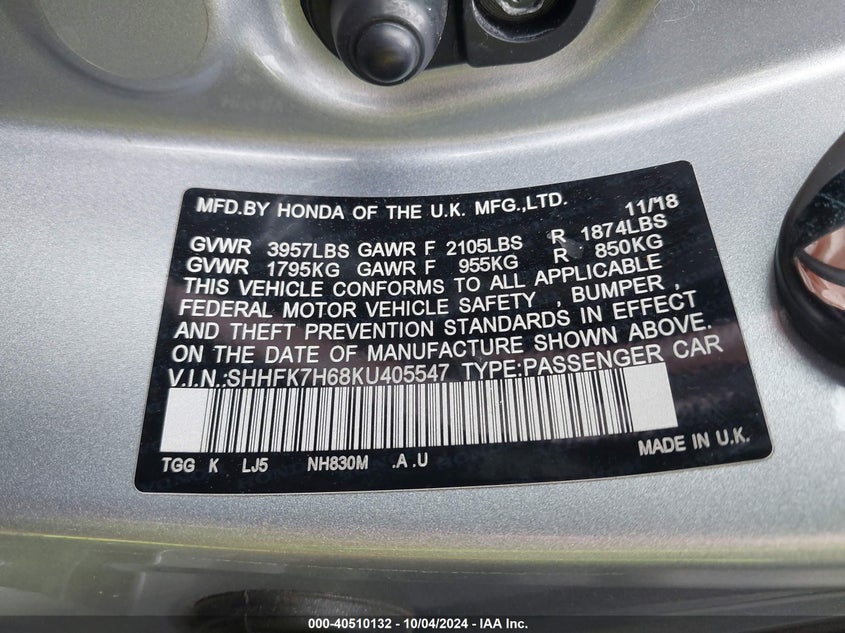 MFD.BY HONDA OF THE U.K. MFG.,LTD. 11/18
GVWR 3957LBS GAWR F 2105LBS R 1874LBS
GVWR 1795KG GAWR F 955KG R 850KG
THIS VEHICLE CONFORMS TO ALL APPLICABLE
FEDERAL MOTOR VEHICLE SAFETY , BUMPER ,
AND THEFT PREVENTION STANDARDS IN EFFECT
ON THE DATE OF MANUFACTURE SHOWN ABOVE.
V.I.N.:SHHFK7H68KU405547 TYPE:PASSENGER CAR
TGG K LJ5 NH830M .A .U MADE IN U.K.
000-40510132 - 10/04/2024 - IAA Inc.